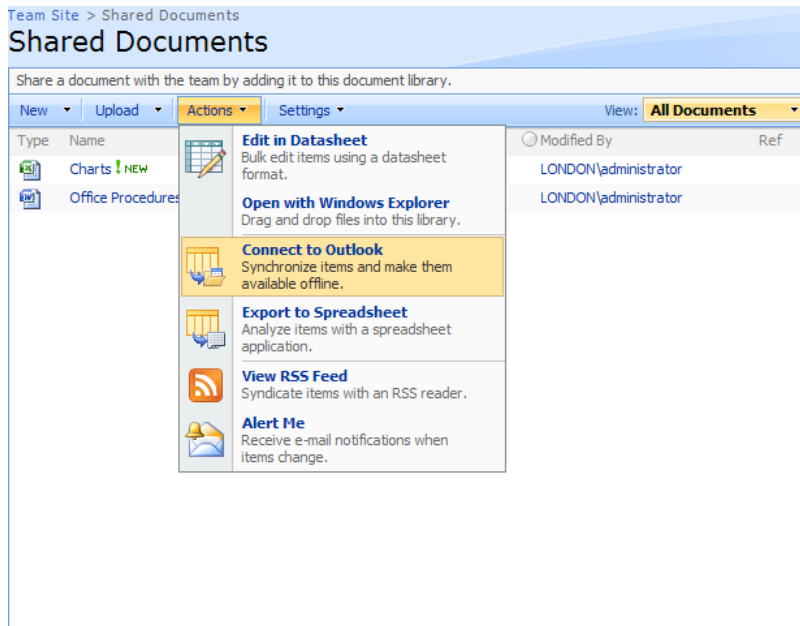 Team Site > Shared Documents
Shared Documents
Share a document with the team by adding it to this document library.
New Upload Actions Settings View: All Documents
Type Name Modified By Ref
Charts ! NEW LONDON\administrator
Office Procedures LONDON\administrator
Edit in Datasheet
Bulk edit items using a datasheet
format.
Open with Windows Explorer
Drag and drop files into this library.
Connect to Outlook
Synchronize items and make them
available offline.
Export to Spreadsheet
Analyze items with a spreadsheet
application.
View RSS Feed
Syndicate items with an RSS reader.
Alert Me
Receive e-mail notifications when
items change.